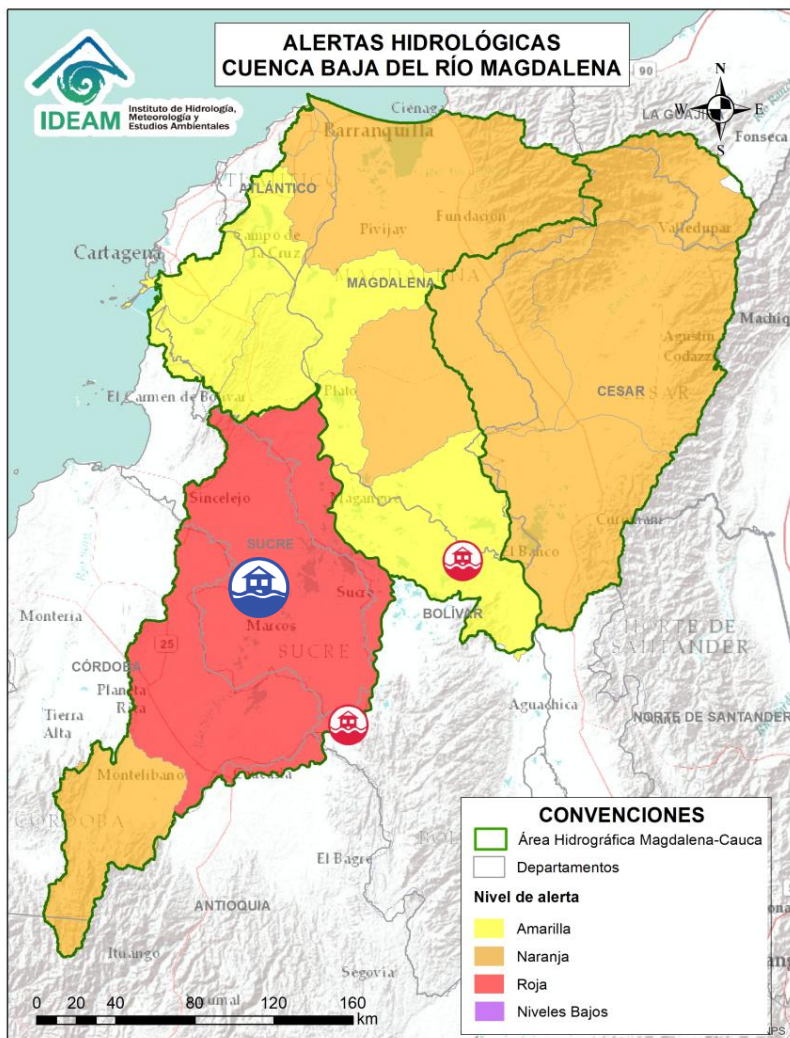 ALERTAS HIDROLÓGICAS
CUENCA BAJA DEL RÍO MAGDALENA
IDEAM
Instituto de Hidrología,
Meteorología y
Estudios Ambientales
N
W
E
S
90
Ciénaga
LA GUAJIRA
Fonseca
Barranquilla
ATLÁNTICO
Fundación
Valledupar
Pivijay
Campo de
la Cruz
Cartagena
MAGDALENA
Machiq
Agustín
Codazzi
CESAR
Plato
El Carmen de Bolívar
Sincelejo
Magangué
Curumaní
SUCRE
El Banco
Sucre
BOLÍVAR
Montería
Marcos
SUCRE
NORTE DE
SANTANDER
25
CÓRDOBA
Planeta
Rica
Aguachica
Tierra
Alta
NORTE DE SANTANDER
Montelíbano
Caucasia
CÓRDOBA
El Bagre
ANTIOQUIA
Ituango
Segovia
CONVENCIONES
Área Hidrográfica Magdalena-Cauca
Departamentos
Nivel de alerta
Amarilla
Naranja
Roja
Niveles Bajos
0 20 40 80 120 160
km